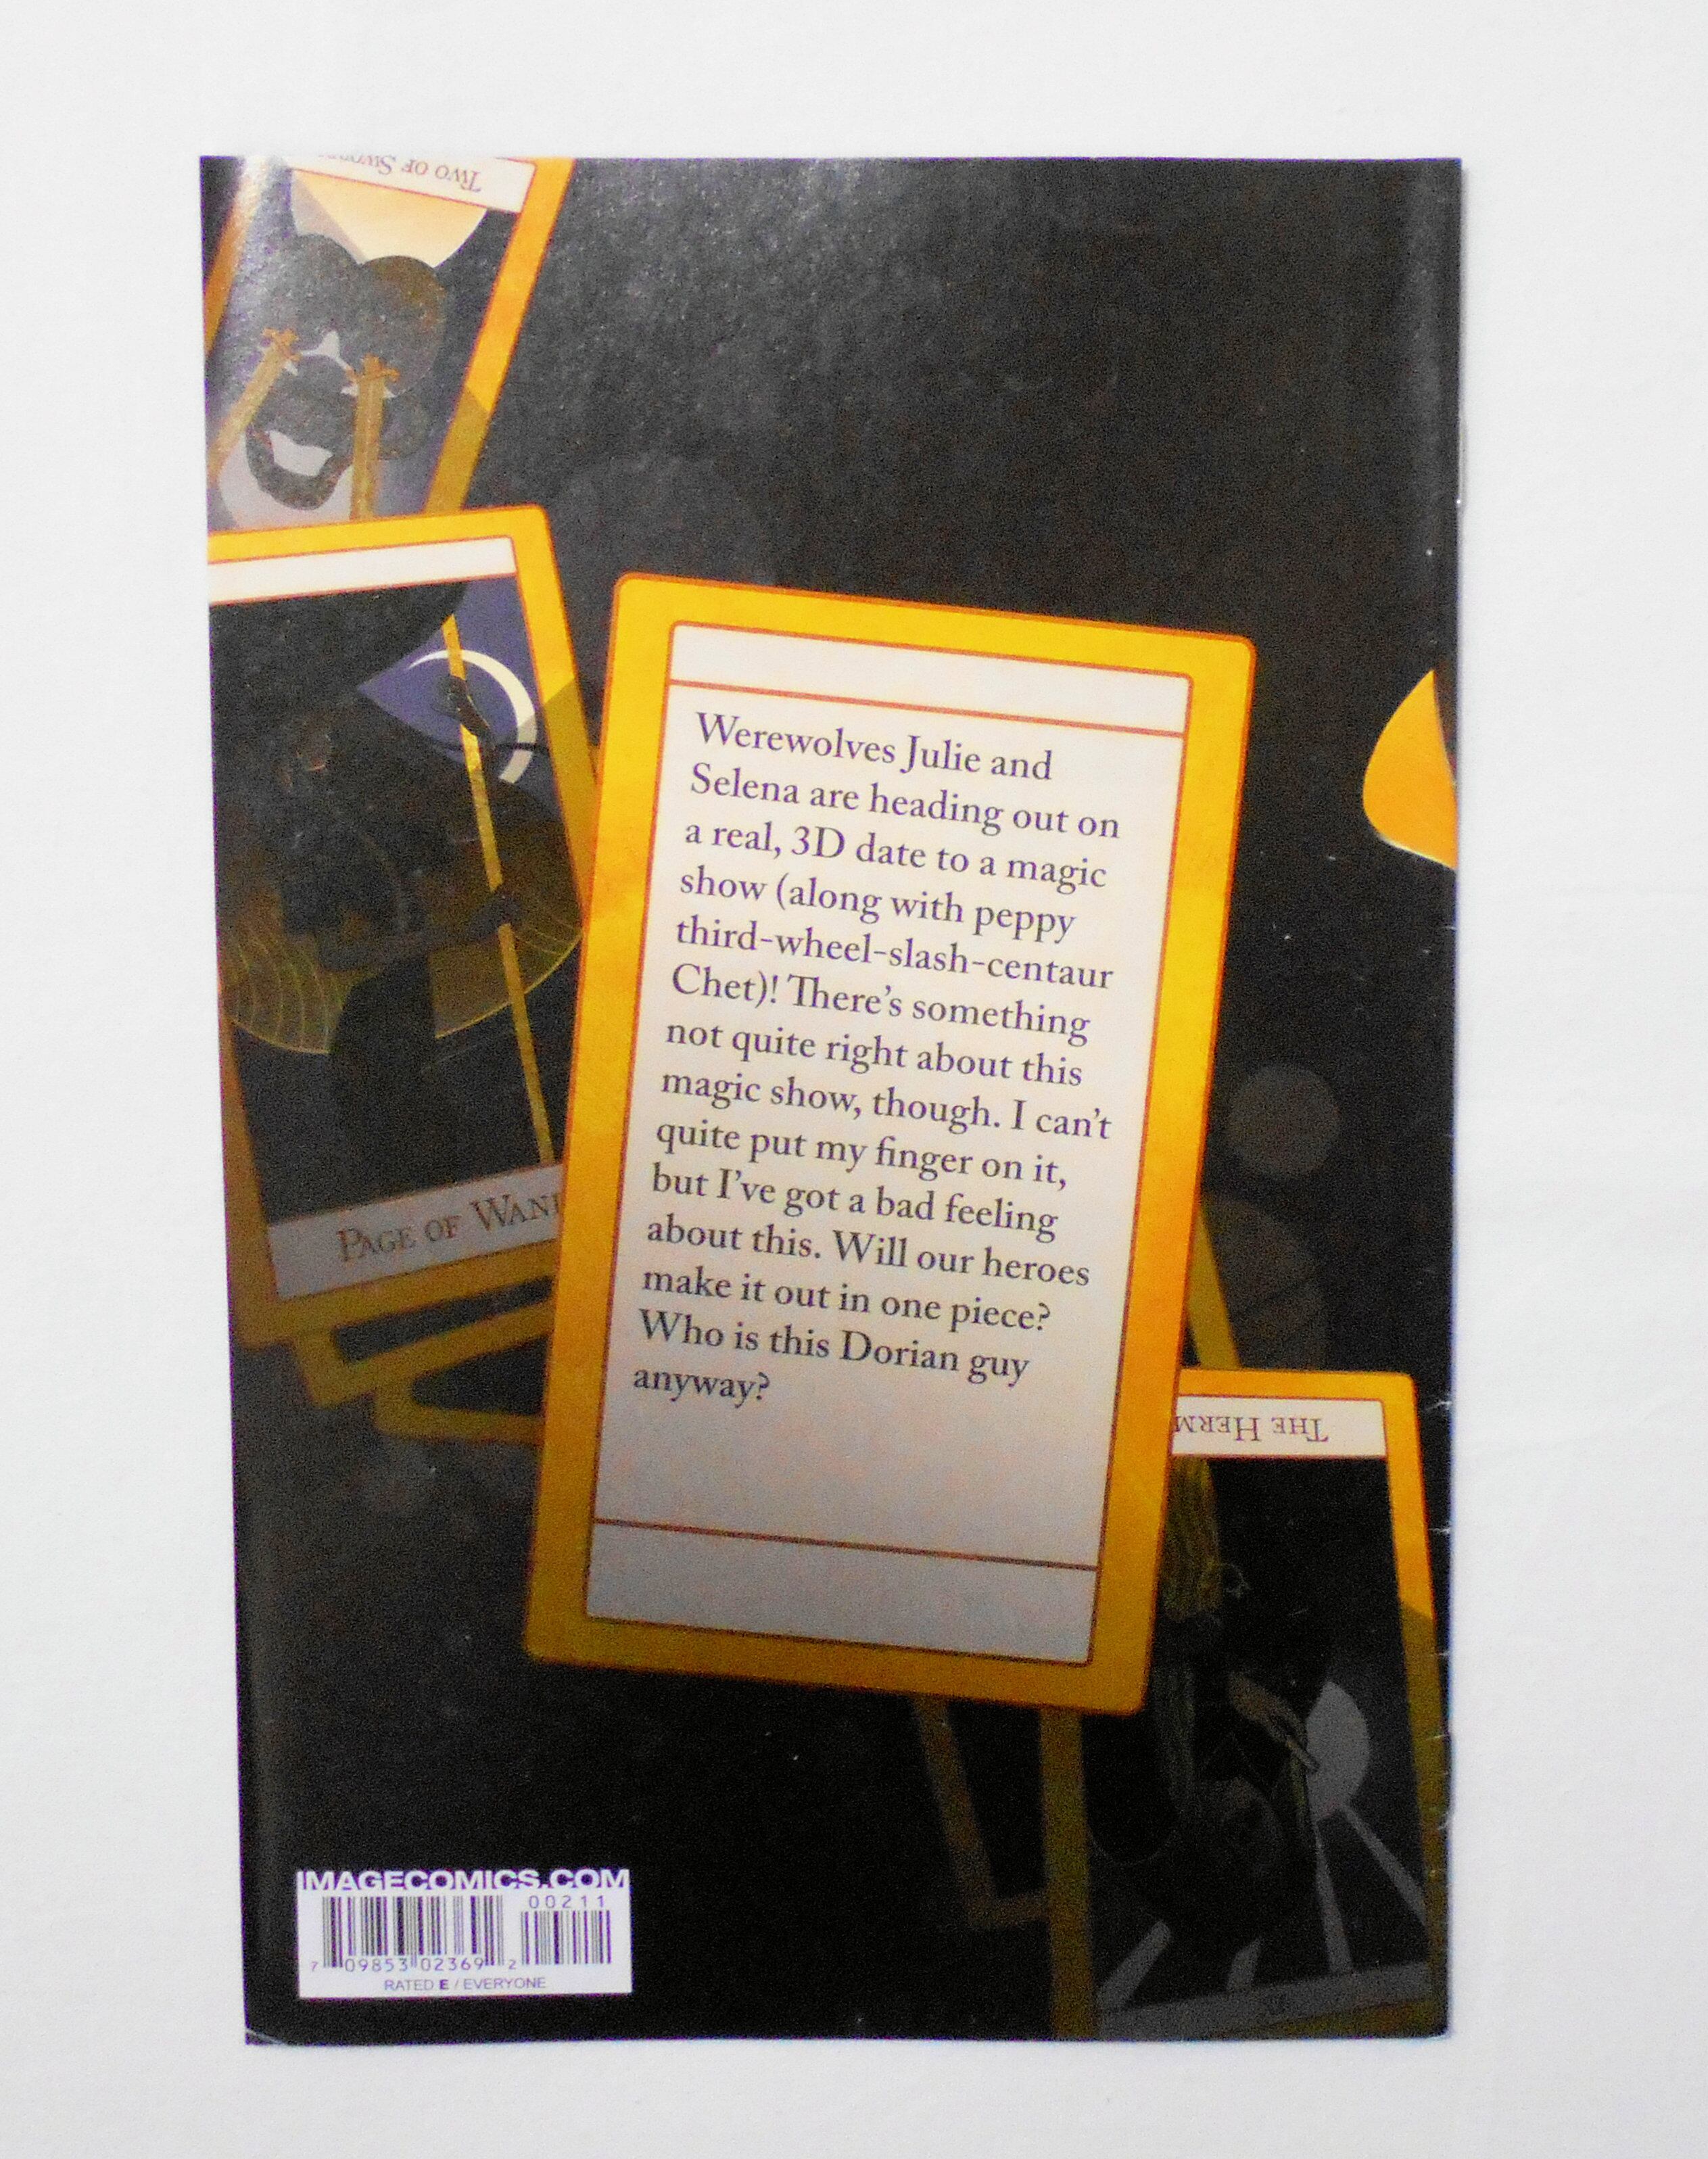 Two of
Page of
Werewolves Julie and
Selena are heading out on
a real, 3D date to a magic
show (along with peppy
third-wheel-slash-centaur
Chet)! There's something
not quite right about this
magic show, though. I can't
quite put my finger on it,
but I've got a bad feeling
about this. Will our heroes
make it out in one piece?
Who is this Dorian guy
anyway?
The
IMAGECOMICS.COM
00211
7 09853 02369 2
RATED E / EVERYONE